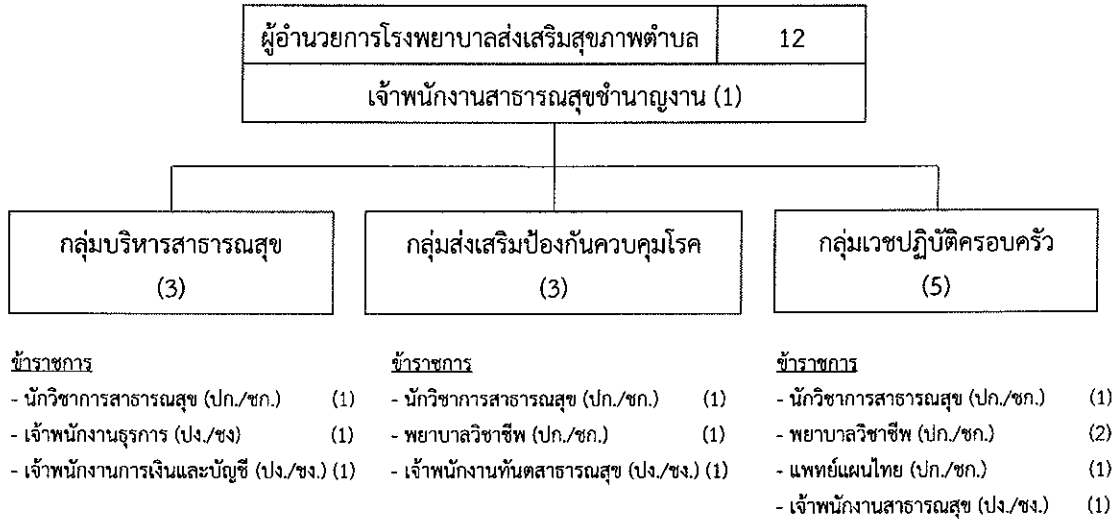 ผู้อำนวยการโรงพยาบาลส่งเสริมสุขภาพตำบล 12
เจ้าพนักงานสาธารณสุขชำนาญงาน (1)
กลุ่มบริหารสาธารณสุข
(3)
กลุ่มส่งเสริมป้องกันควบคุมโรค
(3)
กลุ่มเวชปฏิบัติครอบครัว
(5)
ข้าราชการ
- นักวิชาการสาธารณสุข (ปก./ชก.) (1)
- เจ้าพนักงานธุรการ (ปง./ชง) (1)
- เจ้าพนักงานการเงินและบัญชี (ปง./ชง.) (1)
ข้าราชการ
- นักวิชาการสาธารณสุข (ปก./ชก.) (1)
- พยาบาลวิชาชีพ (ปก./ชก.) (1)
- เจ้าพนักงานทันตสาธารณสุข (ปง./ชง.) (1)
ข้าราชการ
- นักวิชาการสาธารณสุข (ปก./ชก.) (1)
- พยาบาลวิชาชีพ (ปก./ชก.) (2)
- แพทย์แผนไทย (ปก./ชก.) (1)
- เจ้าพนักงานสาธารณสุข (ปง./ชง.) (1)